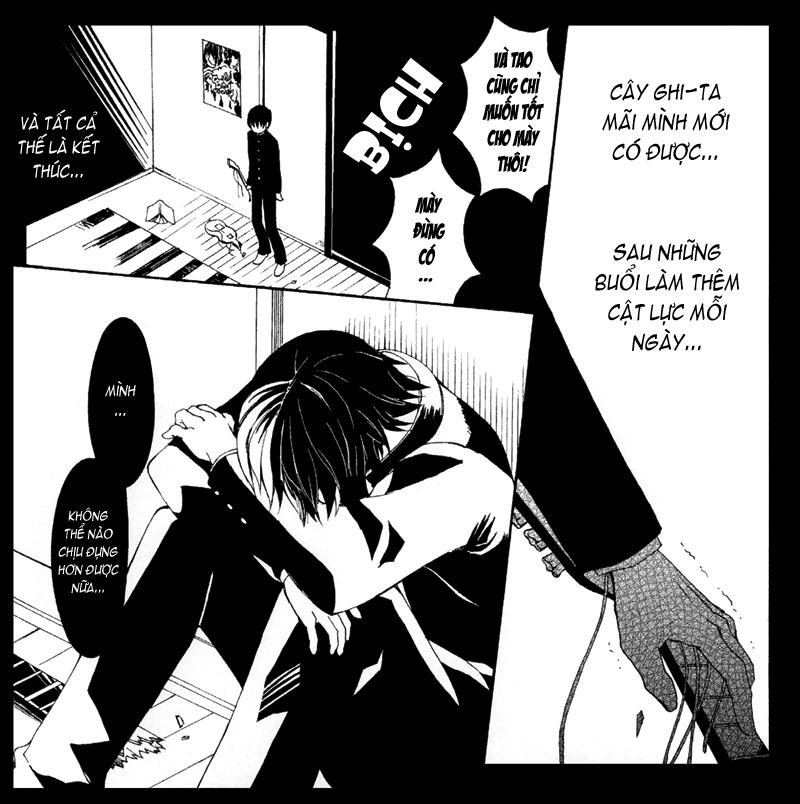 CÂY GHI-TA
MÃI MÌNH MỚI
CÓ ĐƯỢC...
SAU NHỮNG
BUỔI LÀM THÊM
CẬT LỰC MỖI
NGÀY...
VÀ TAO
CŨNG CHỈ
MUỐN TỐT
CHO MÀY
THÔI!
MÀY
ĐỪNG
CÓ
...
BỊCH
VÀ TẤT CẢ
THẾ LÀ KẾT
THÚC...
MÌNH
...
KHÔNG
THỂ NÀO
CHỊU ĐỤNG
HƠN ĐƯỢC
NỮA...